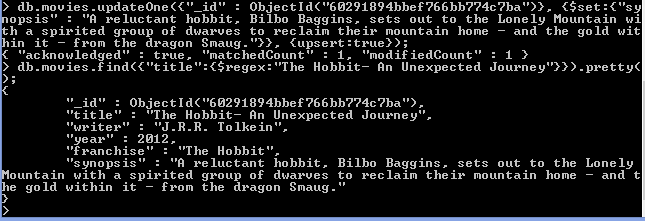 > db.movies.updateOne({"_id" : ObjectId("60291894bbef766bb774c7ba")}, {$set:{"sy
nopsis" : "A reluctant hobbit, Bilbo Baggins, sets out to the Lonely Mountain wi
th a spirited group of dwarves to reclaim their mountain home - and the gold wit
hin it - from the dragon Smaug."}}, {upsert:true});
{ "acknowledged" : true, "matchedCount" : 1, "modifiedCount" : 1 }
> db.movies.find({"title":{$regex:"The Hobbit- An Unexpected Journey"}}).pretty(
);
{
        "_id" : ObjectId("60291894bbef766bb774c7ba"),
        "title" : "The Hobbit- An Unexpected Journey",
        "writer" : "J.R.R. Tolkein",
        "year" : 2012,
        "franchise" : "The Hobbit",
        "synopsis" : "A reluctant hobbit, Bilbo Baggins, sets out to the Lonely
Mountain with a spirited group of dwarves to reclaim their mountain home - and t
he gold within it - from the dragon Smaug."
}
>